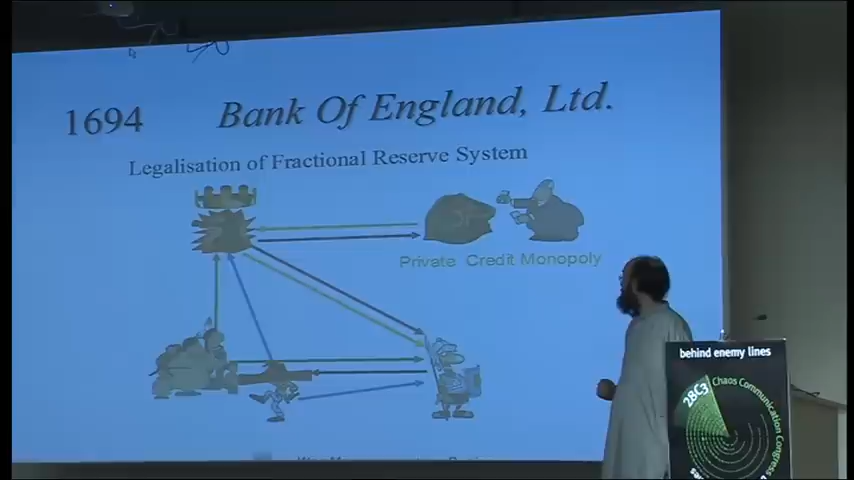 1694 Bank Of England, Ltd.
Legalisation of Fractional Reserve System
Private Credit Monopoly
behind enemy lines
28C3 Chaos Communication Congress